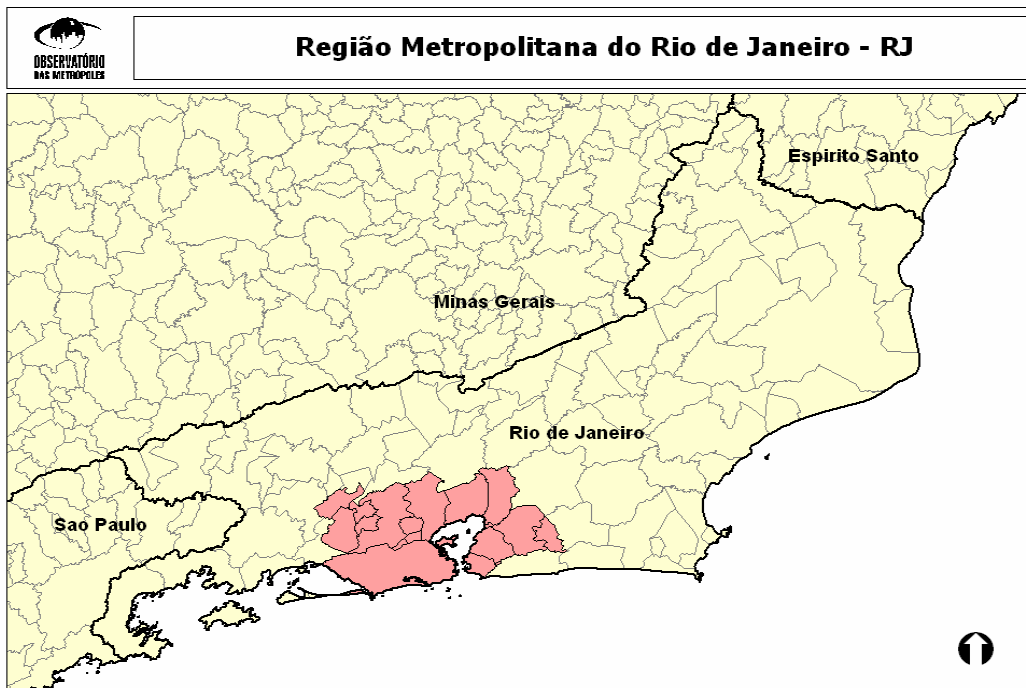 OBSERVATÓRIO
DAS METRÓPOLES
Região Metropolitana do Rio de Janeiro - RJ
Espirito Santo
Minas Gerais
Rio de Janeiro
Sao Paulo